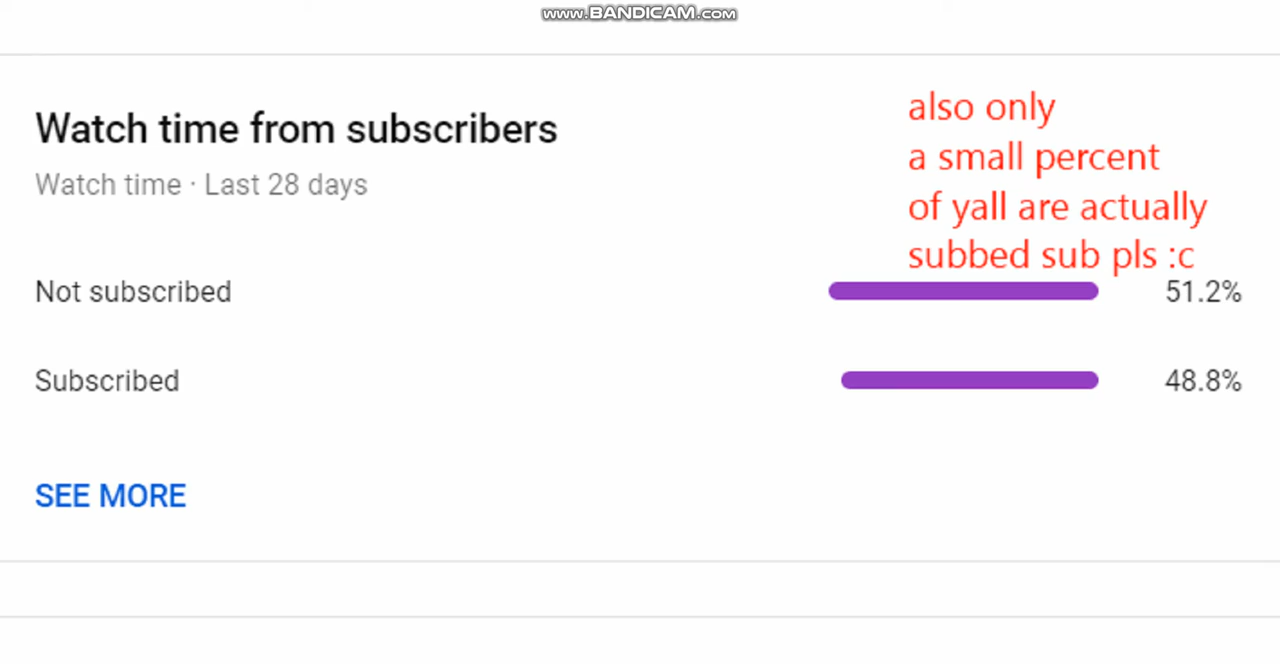 www.BANDICAM.com
Watch time from subscribers
Watch time · Last 28 days
also only
a small percent
of yall are actually
subbed sub pls :c
Not subscribed 51.2%
Subscribed 48.8%
SEE MORE